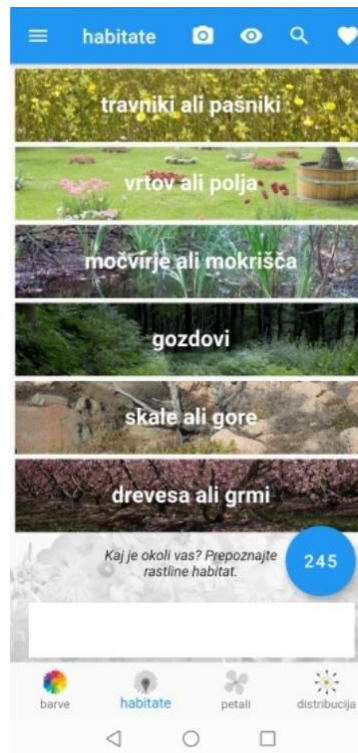 habitate
travniki ali pašniki
vrtov ali polja
močvirje ali mokrišča
gozdovi
skale ali gore
drevesa ali grmi
Kaj je okoli vas? Prepoznajte
rastline habitat.
245
barve
habitate
petali
distribucija